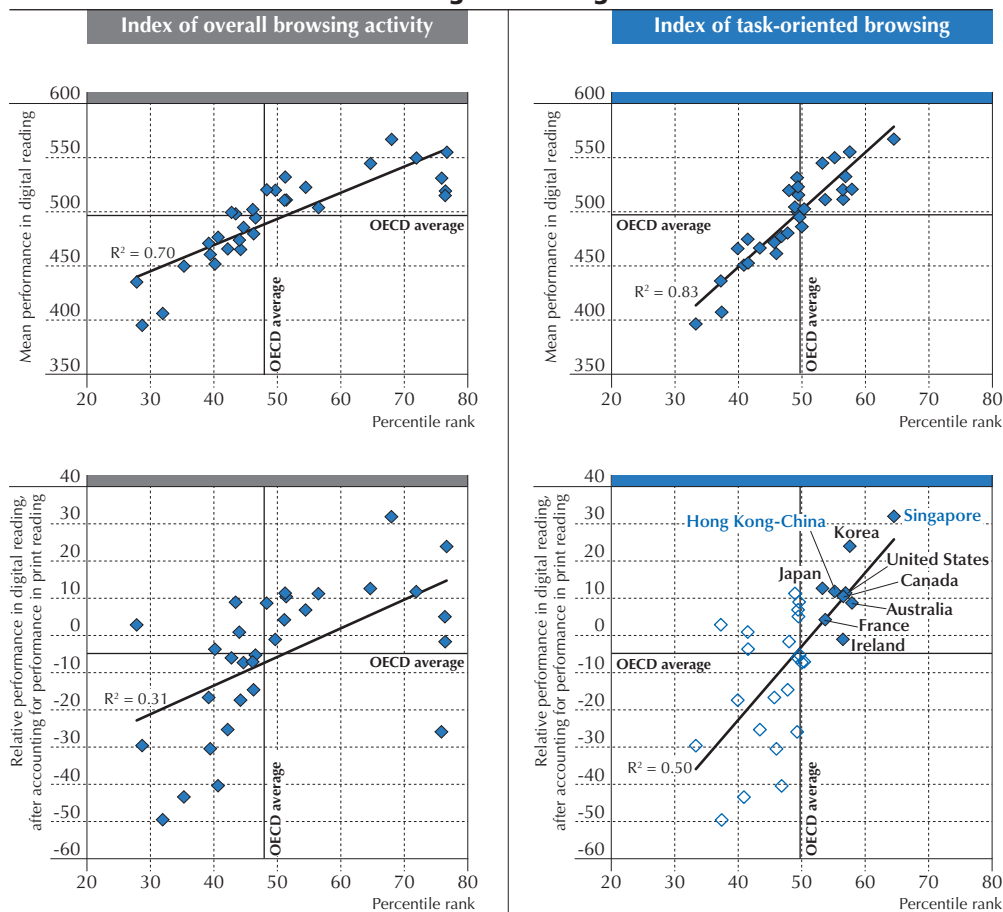 Index of overall browsing activity
Mean performance in digital reading
600
550
500
450
400
350
R² = 0.70
OECD average
OECD average
20 30 40 50 60 70 80
Percentile rank
Index of task-oriented browsing
Mean performance in digital reading
600
550
500
450
400
350
OECD average
R² = 0.83
OECD average
20 30 40 50 60 70 80
Percentile rank
Relative performance in digital reading,
after accounting for performance in print reading
40
30
20
10
0
-10
-20
-30
-40
-50
-60
OECD average
R² = 0.31
OECD average
20 30 40 50 60 70 80
Percentile rank
Relative performance in digital reading,
after accounting for performance in print reading
40
30
20
10
0
-10
-20
-30
-40
-50
-60
Hong Kong-China
Singapore
Korea
United States
Japan
Canada
Australia
France
Ireland
OECD average
R² = 0.50
OECD average
20 30 40 50 60 70 80
Percentile rank